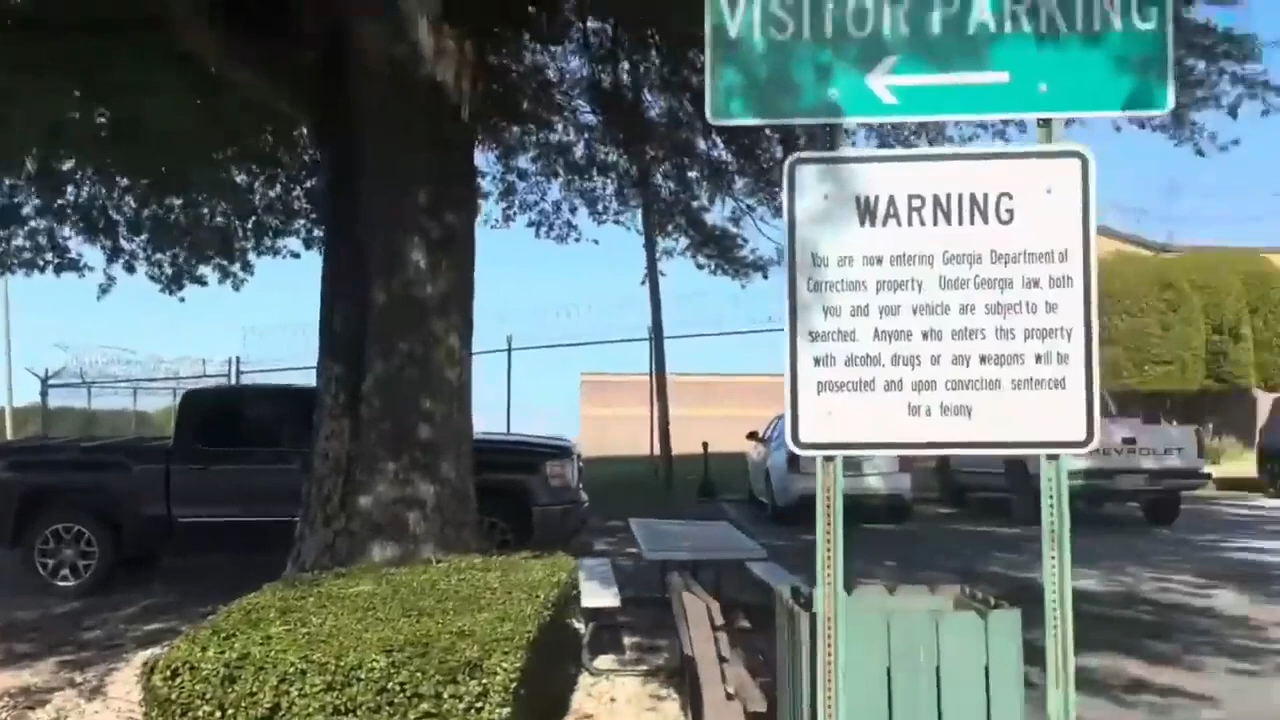 VISITOR PARKING
WARNING
You are now entering Georgia Department of
Corrections property. Under Georgia law, both
you and your vehicle are subject to be
searched. Anyone who enters this property
with alcohol, drugs or any weapons will be
prosecuted and upon conviction, sentenced
for a felony
CHEVROLET